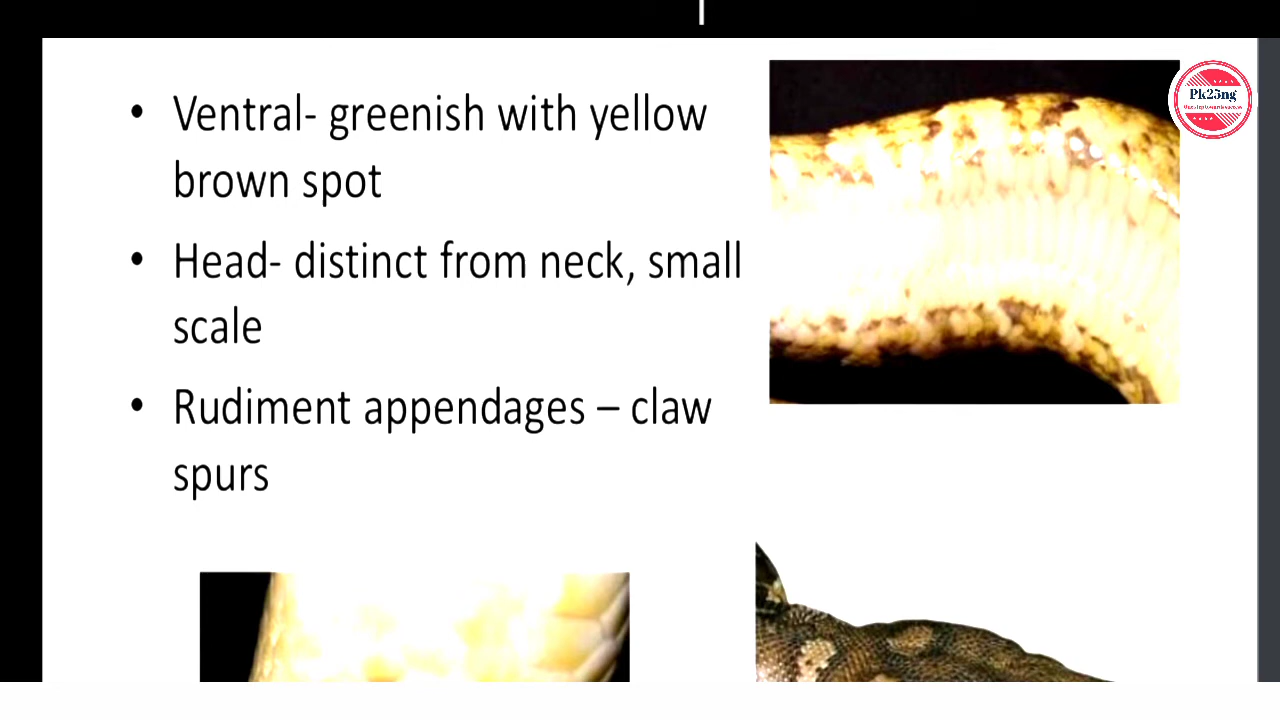 • Ventral- greenish with yellow
brown spot
• Head- distinct from neck, small
scale
• Rudiment appendages – claw
spurs
Pk25ng